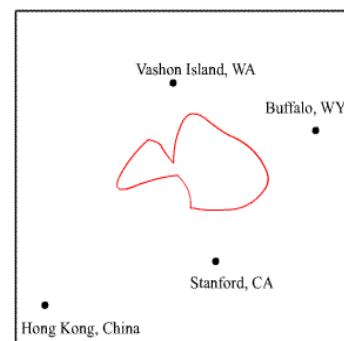 Vashon Island, WA
Buffalo, WY
Stanford, CA
Hong Kong, China